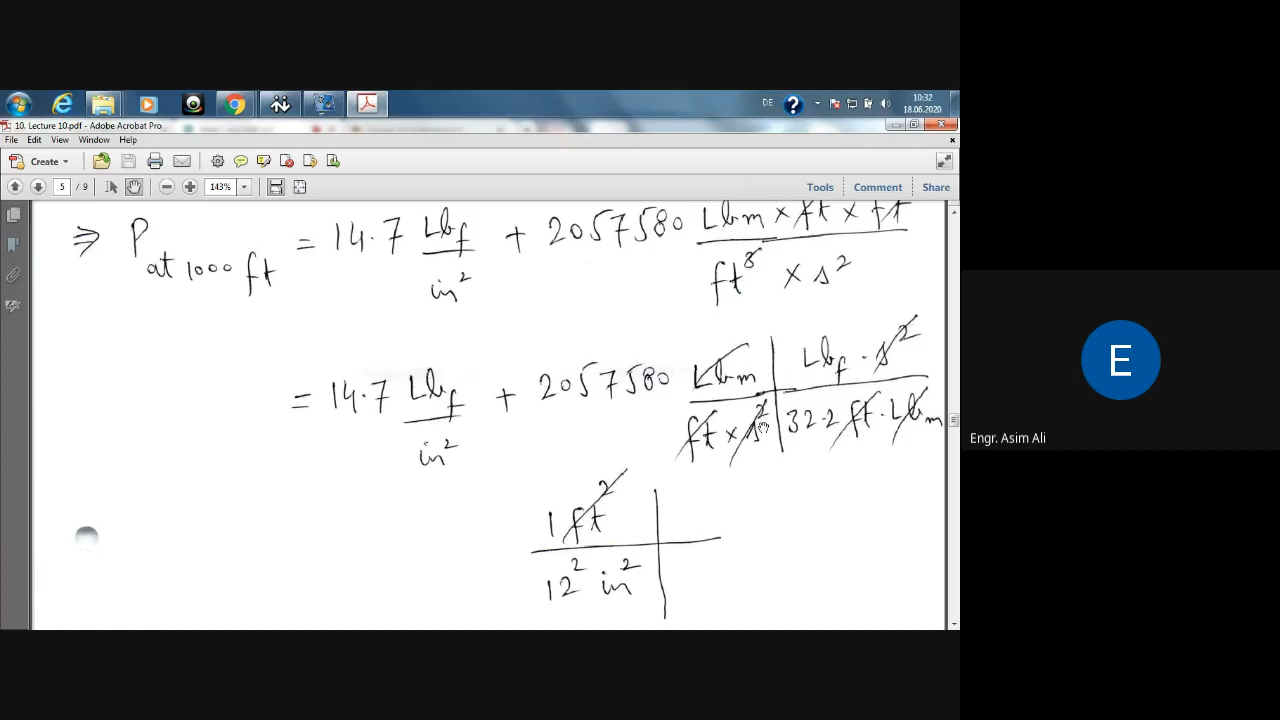 DE
10:32
18.06.2020
10. Lecture 10.pdf - Adobe Acrobat Pro
File Edit View Window Help
Create
5 / 9
143%
Tools Comment Share
⇒ P at 1000 ft = 14.7 Lbf/in² + 2057580 Lbm × ft × ft / ft³ × s²
= 14.7 Lbf/in² + 2057580 Lbm / ft × s² | Lbf · s² / 32.2 ft · Lbm
1 ft² / 12² in² |
E
Engr. Asim Ali